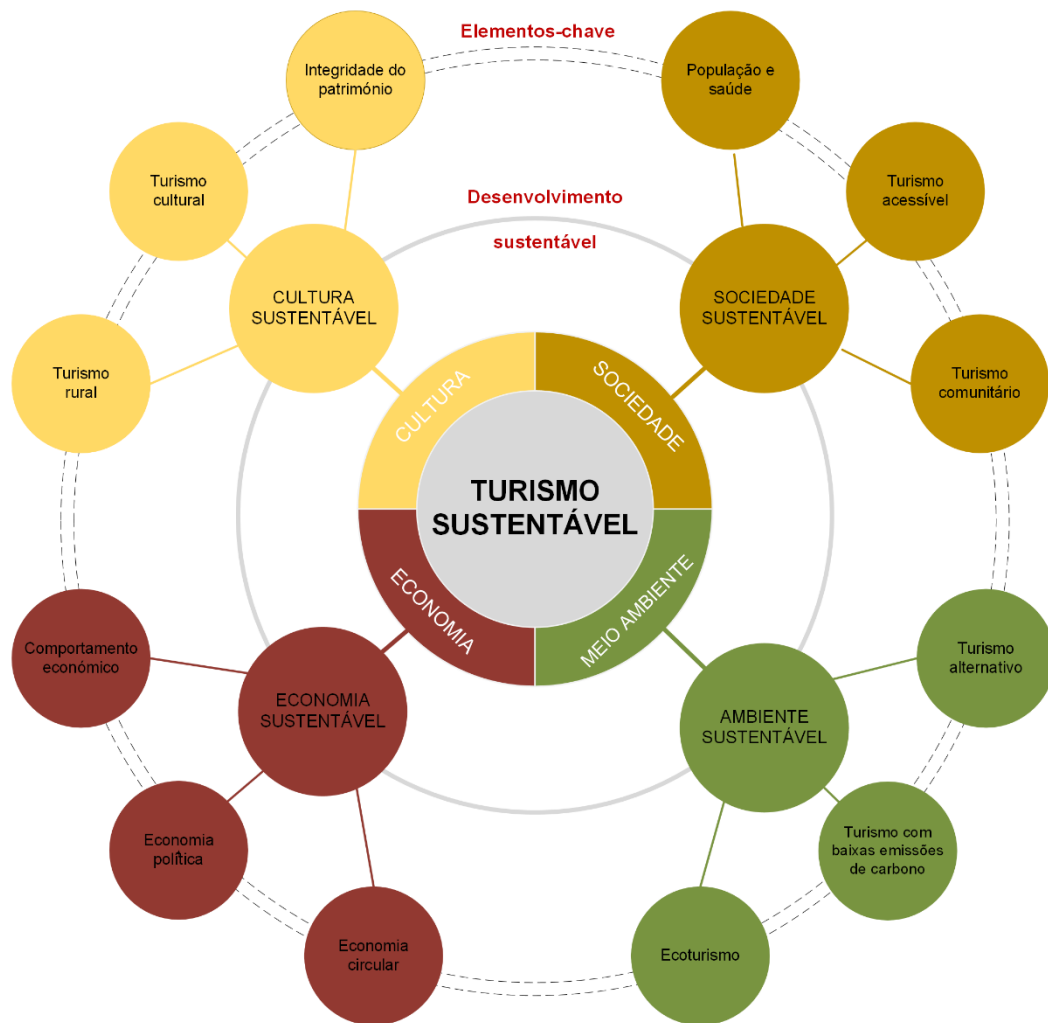 Elementos-chave
Integridade do
património
População e
saúde
Turismo
cultural
Turismo
acessível
Desenvolvimento
sustentável
CULTURA
SUSTENTÁVEL
SOCIEDADE
SUSTENTÁVEL
Turismo
rural
Turismo
comunitário
CULTURA
SOCIEDADE
TURISMO
SUSTENTÁVEL
ECONOMIA
MEIO AMBIENTE
Comportamento
económico
Turismo
alternativo
ECONOMIA
SUSTENTÁVEL
AMBIENTE
SUSTENTÁVEL
Economia
política
Turismo com
baixas emissões
de carbono
Economia
circular
Ecoturismo